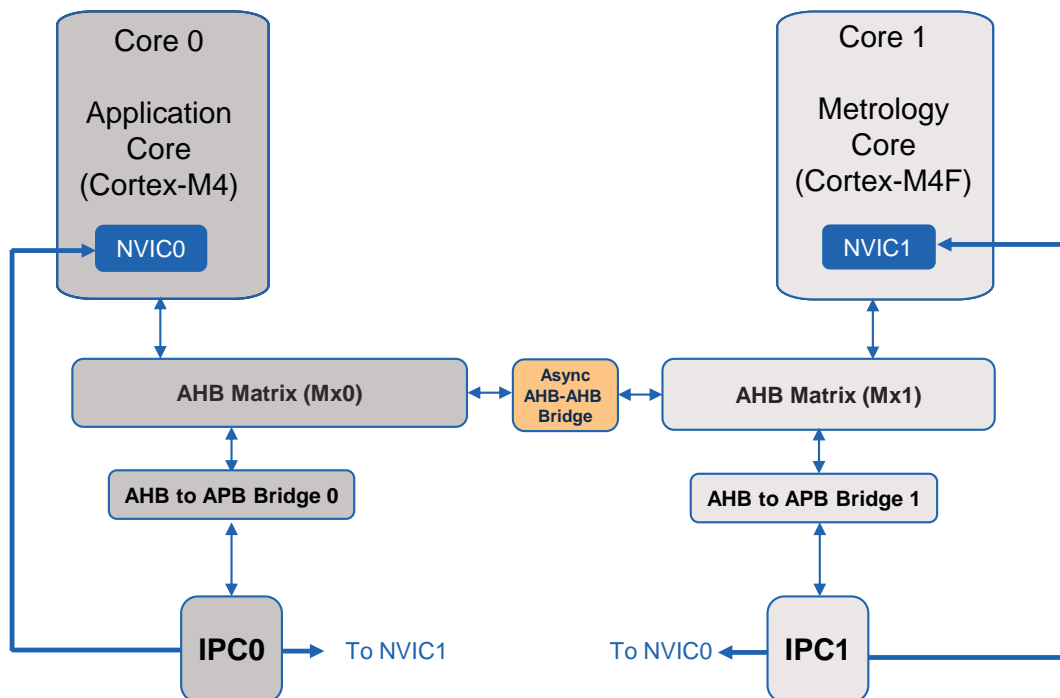 Core 0
Application
Core
(Cortex-M4)
NVIC0
Core 1
Metrology
Core
(Cortex-M4F)
NVIC1
AHB Matrix (Mx0)
Async
AHB-AHB
Bridge
AHB Matrix (Mx1)
AHB to APB Bridge 0
AHB to APB Bridge 1
IPC0
To NVIC1
To NVIC0
IPC1